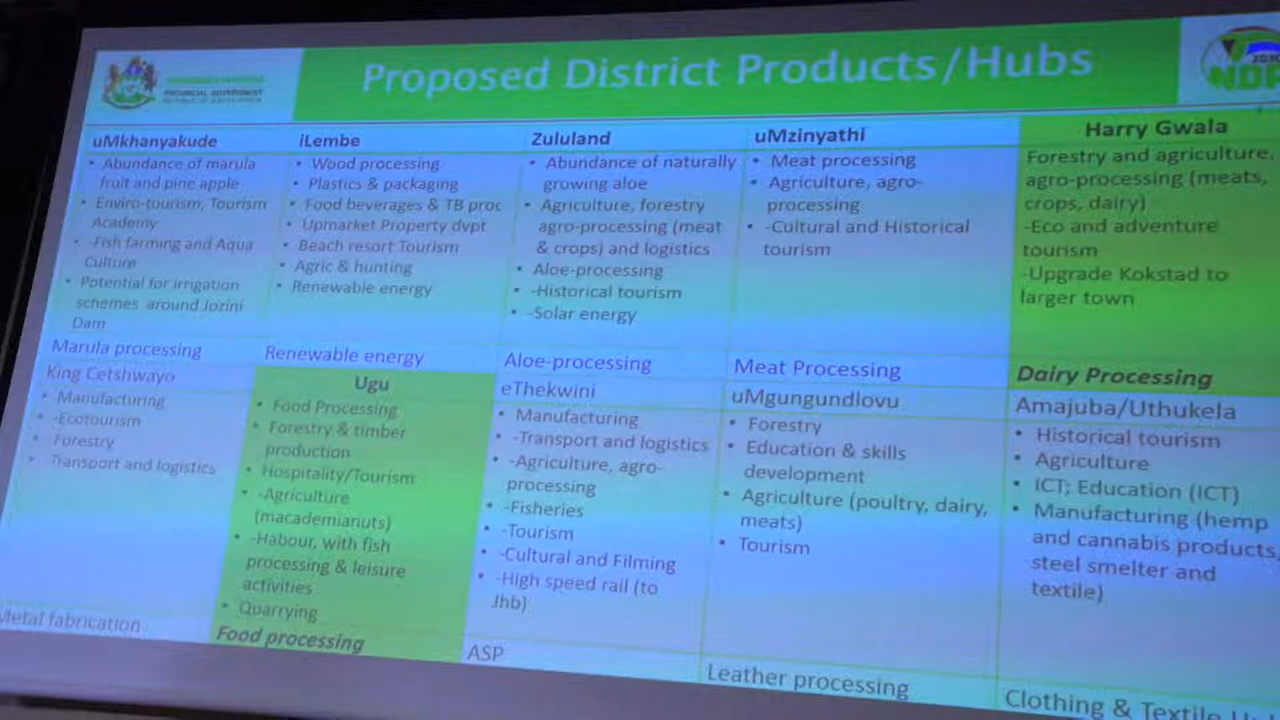 Proposed District Products/Hubs
PROVINCIAL GOVERNMENT
REPUBLIC OF SOUTH AFRICA
NDP
uMkhanyakude
• Abundance of marula
fruit and pine apple
• Enviro-tourism, Tourism
Academy
• -Fish farming and Aqua
Culture
• Potential for irrigation
schemes around Jozini
Dam
Marula processing
iLembe
• Wood processing
• Plastics & packaging
• Food beverages & TB proc
• Upmarket Property dvpt
• Beach resort Tourism
• Agric & hunting
• Renewable energy
Renewable energy
Zululand
• Abundance of naturally
growing aloe
• Agriculture, forestry
agro-processing (meat
& crops) and logistics
• Aloe-processing
• -Historical tourism
• -Solar energy
Aloe-processing
uMzinyathi
• Meat processing
• Agriculture, agro-
processing
• -Cultural and Historical
tourism
Meat Processing
Harry Gwala
Forestry and agriculture,
agro-processing (meats,
crops, dairy)
-Eco and adventure
tourism
-Upgrade Kokstad to
larger town
Dairy Processing
King Cetshwayo
• Manufacturing
• -Ecotourism
• Forestry
• Transport and logistics
Metal fabrication
Ugu
• Food Processing
• Forestry & timber
production
• Hospitality/Tourism
• -Agriculture
(macademianuts)
• -Habour, with fish
processing & leisure
activities
• Quarrying
Food processing
eThekwini
• Manufacturing
• -Transport and logistics
• -Agriculture, agro-
processing
• -Fisheries
• -Tourism
• -Cultural and Filming
• -High speed rail (to
Jhb)
ASP
uMgungundlovu
• Forestry
• Education & skills
development
• Agriculture (poultry, dairy,
meats)
• Tourism
Leather processing
Amajuba/Uthukela
• Historical tourism
• Agriculture
• ICT; Education (ICT)
• Manufacturing (hemp
and cannabis products,
steel smelter and
textile)
Clothing & Textile